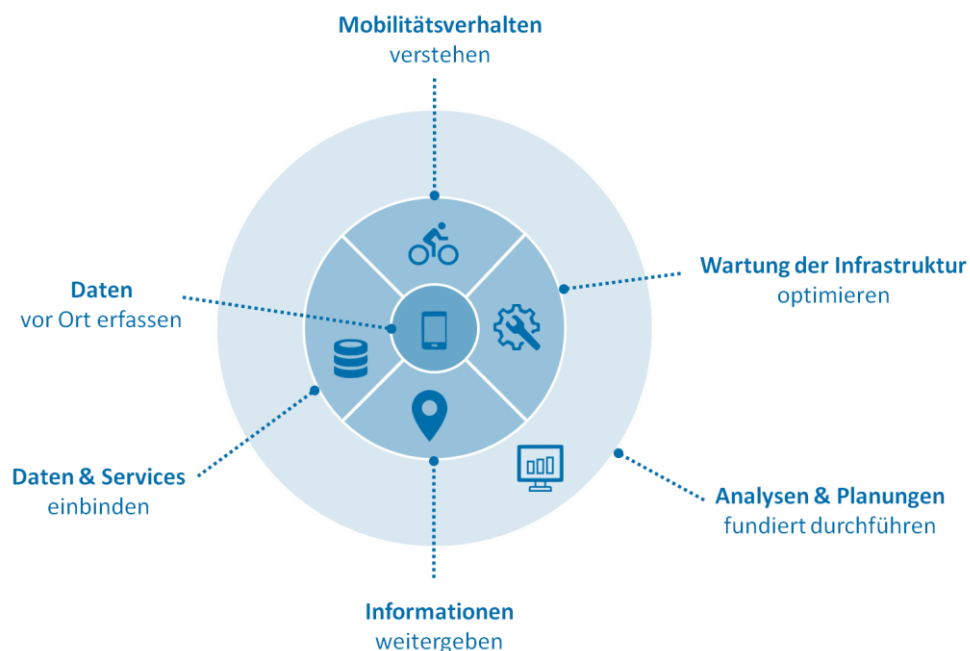 Mobilitätsverhalten
verstehen
Wartung der Infrastruktur
optimieren
Daten
vor Ort erfassen
Daten & Services
einbinden
Analysen & Planungen
fundiert durchführen
Informationen
weitergeben